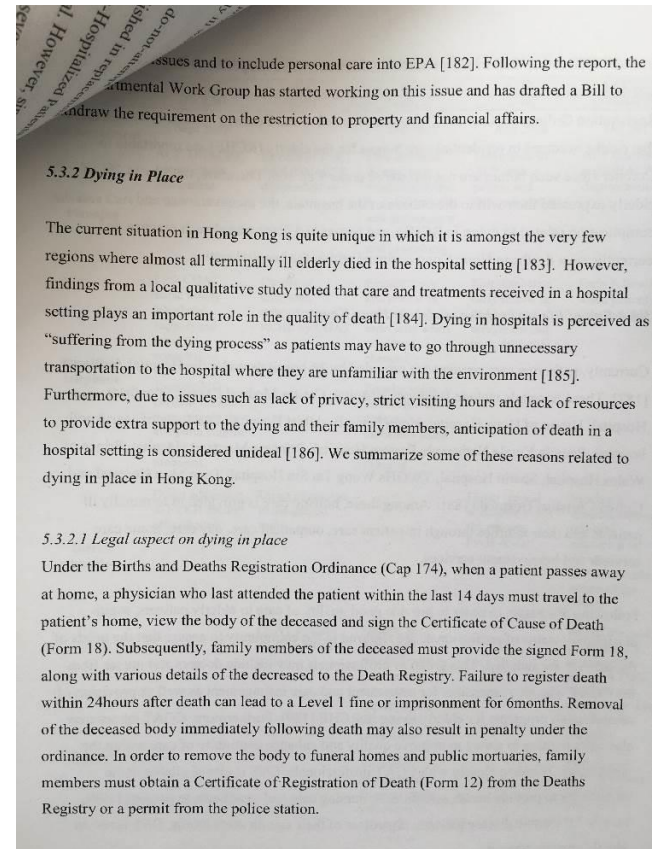 do-not-at
shed in replace
-Hospitalized Patie
al. However, sin
seve
issues and to include personal care into EPA [182]. Following the report, the
rtmental Work Group has started working on this issue and has drafted a Bill to
ndraw the requirement on the restriction to property and financial affairs.
5.3.2 Dying in Place
The current situation in Hong Kong is quite unique in which it is amongst the very few
regions where almost all terminally ill elderly died in the hospital setting [183]. However,
findings from a local qualitative study noted that care and treatments received in a hospital
setting plays an important role in the quality of death [184]. Dying in hospitals is perceived as
“suffering from the dying process” as patients may have to go through unnecessary
transportation to the hospital where they are unfamiliar with the environment [185].
Furthermore, due to issues such as lack of privacy, strict visiting hours and lack of resources
to provide extra support to the dying and their family members, anticipation of death in a
hospital setting is considered unideal [186]. We summarize some of these reasons related to
dying in place in Hong Kong.
5.3.2.1 Legal aspect on dying in place
Under the Births and Deaths Registration Ordinance (Cap 174), when a patient passes away
at home, a physician who last attended the patient within the last 14 days must travel to the
patient’s home, view the body of the deceased and sign the Certificate of Cause of Death
(Form 18). Subsequently, family members of the deceased must provide the signed Form 18,
along with various details of the decreased to the Death Registry. Failure to register death
within 24hours after death can lead to a Level 1 fine or imprisonment for 6months. Removal
of the deceased body immediately following death may also result in penalty under the
ordinance. In order to remove the body to funeral homes and public mortuaries, family
members must obtain a Certificate of Registration of Death (Form 12) from the Deaths
Registry or a permit from the police station.